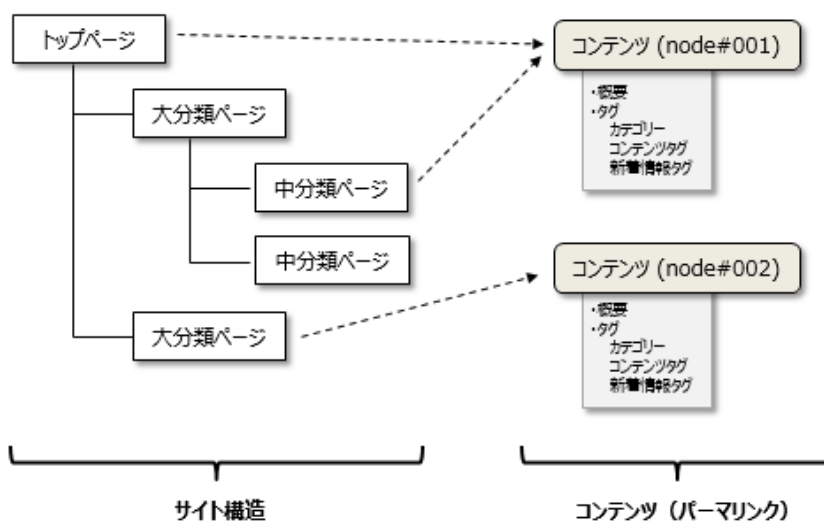 トップページ
大分類ページ
中分類ページ
中分類ページ
大分類ページ
サイト構造
コンテンツ (node#001)
・概要
・タグ
カテゴリー
コンテンツタグ
新着情報タグ
コンテンツ (node#002)
・概要
・タグ
カテゴリー
コンテンツタグ
新着情報タグ
コンテンツ（パーマリンク）